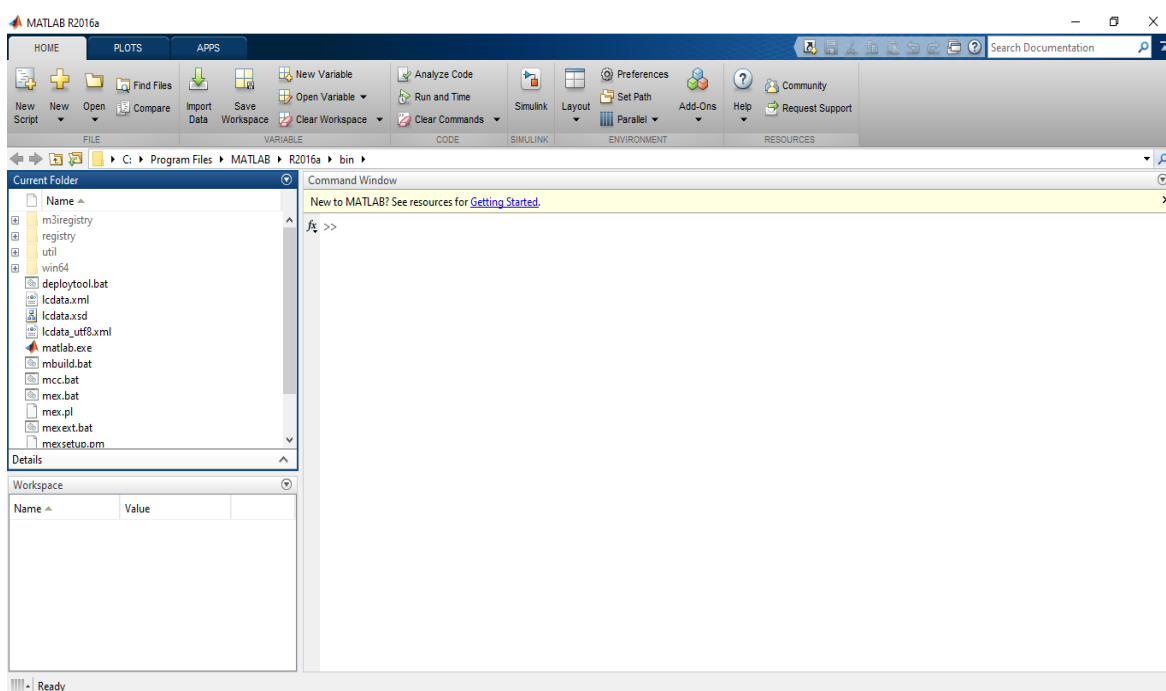 MATLAB R2016a
HOME PLOTS APPS
Search Documentation
New Script
New
Open
Find Files
Compare
Import Data
Save Workspace
New Variable
Open Variable
Clear Workspace
Analyze Code
Run and Time
Clear Commands
Simulink
Layout
Preferences
Set Path
Parallel
Add-Ons
Help
Community
Request Support
FILE VARIABLE CODE SIMULINK ENVIRONMENT RESOURCES
C: Program Files MATLAB R2016a bin
Current Folder
Name
m3iregistry
registry
util
win64
deploytool.bat
lcdata.xml
lcdata.xsd
lcdata_utf8.xml
matlab.exe
mbuild.bat
mcc.bat
mex.bat
mex.pl
mexext.bat
mexsetup.pm
Details
Workspace
Name Value
Command Window
New to MATLAB? See resources for Getting Started.
fx >>
Ready